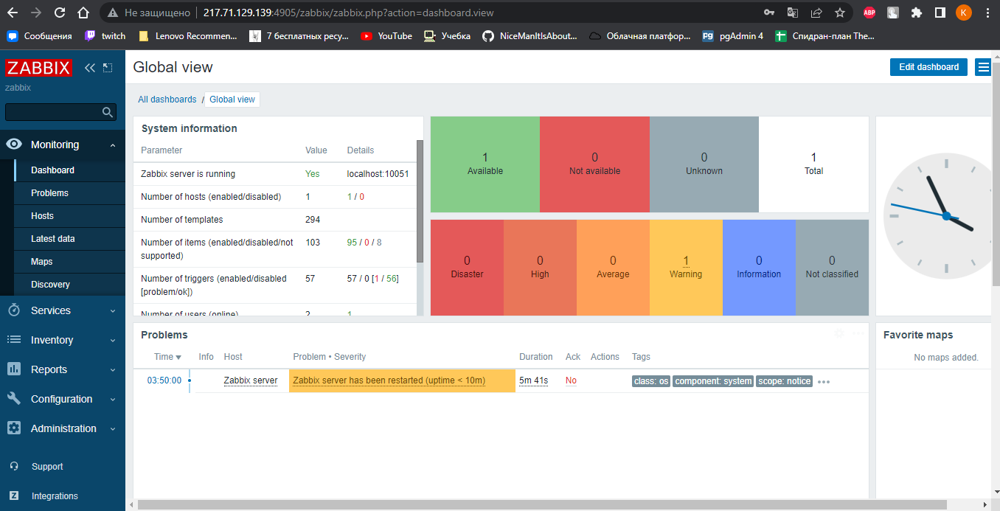 Не защищено
217.71.129.139:4905/zabbix/zabbix.php?action=dashboard.view
ABP
K
Сообщения
twitch
Lenovo Recommen...
7 бесплатных ресу...
YouTube
Учебка
NiceManItIsAbout...
Облачная платфор...
pgAdmin 4
Спидран-план The...
ZABBIX
zabbix
Monitoring
Dashboard
Problems
Hosts
Latest data
Maps
Discovery
Services
Inventory
Reports
Configuration
Administration
Support
Integrations
Global view
Edit dashboard
All dashboards / Global view
System information
Parameter Value Details
Zabbix server is running Yes localhost:10051
Number of hosts (enabled/disabled) 1 1 / 0
Number of templates 294
Number of items (enabled/disabled/not
supported) 103 95 / 0 / 8
Number of triggers (enabled/disabled
[problem/ok]) 57 57 / 0 [1 / 56]
Number of users (online) 2 1
1
Available
0
Not available
0
Unknown
1
Total
0
Disaster
0
High
0
Average
1
Warning
0
Information
0
Not classified
Problems
Time Info Host Problem • Severity Duration Ack Actions Tags
03:50:00 Zabbix server Zabbix server has been restarted (uptime < 10m) 5m 41s No class: os component: system scope: notice
Favorite maps
No maps added.